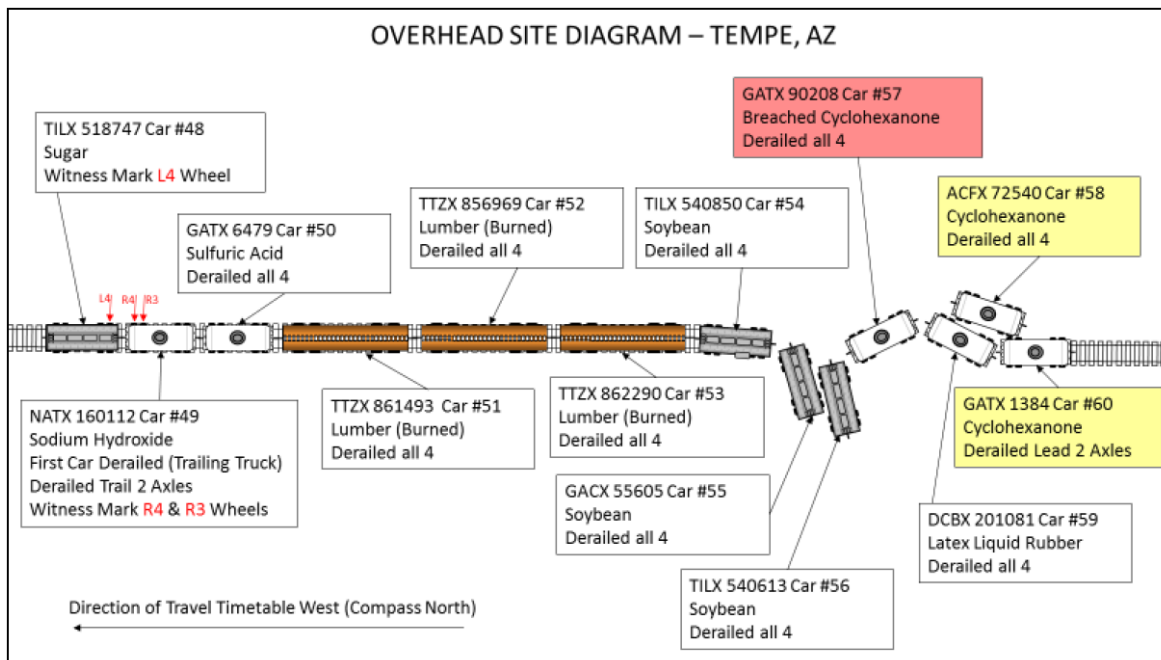 OVERHEAD SITE DIAGRAM – TEMPE, AZ
TILX 518747 Car #48
Sugar
Witness Mark L4 Wheel
GATX 6479 Car #50
Sulfuric Acid
Derailed all 4
TTZX 856969 Car #52
Lumber (Burned)
Derailed all 4
TILX 540850 Car #54
Soybean
Derailed all 4
GATX 90208 Car #57
Breached Cyclohexanone
Derailed all 4
ACFX 72540 Car #58
Cyclohexanone
Derailed all 4
L4
R4
R3
NATX 160112 Car #49
Sodium Hydroxide
First Car Derailed (Trailing Truck)
Derailed Trail 2 Axles
Witness Mark R4 & R3 Wheels
TTZX 861493 Car #51
Lumber (Burned)
Derailed all 4
TTZX 862290 Car #53
Lumber (Burned)
Derailed all 4
GACX 55605 Car #55
Soybean
Derailed all 4
TILX 540613 Car #56
Soybean
Derailed all 4
GATX 1384 Car #60
Cyclohexanone
Derailed Lead 2 Axles
DCBX 201081 Car #59
Latex Liquid Rubber
Derailed all 4
Direction of Travel Timetable West (Compass North)